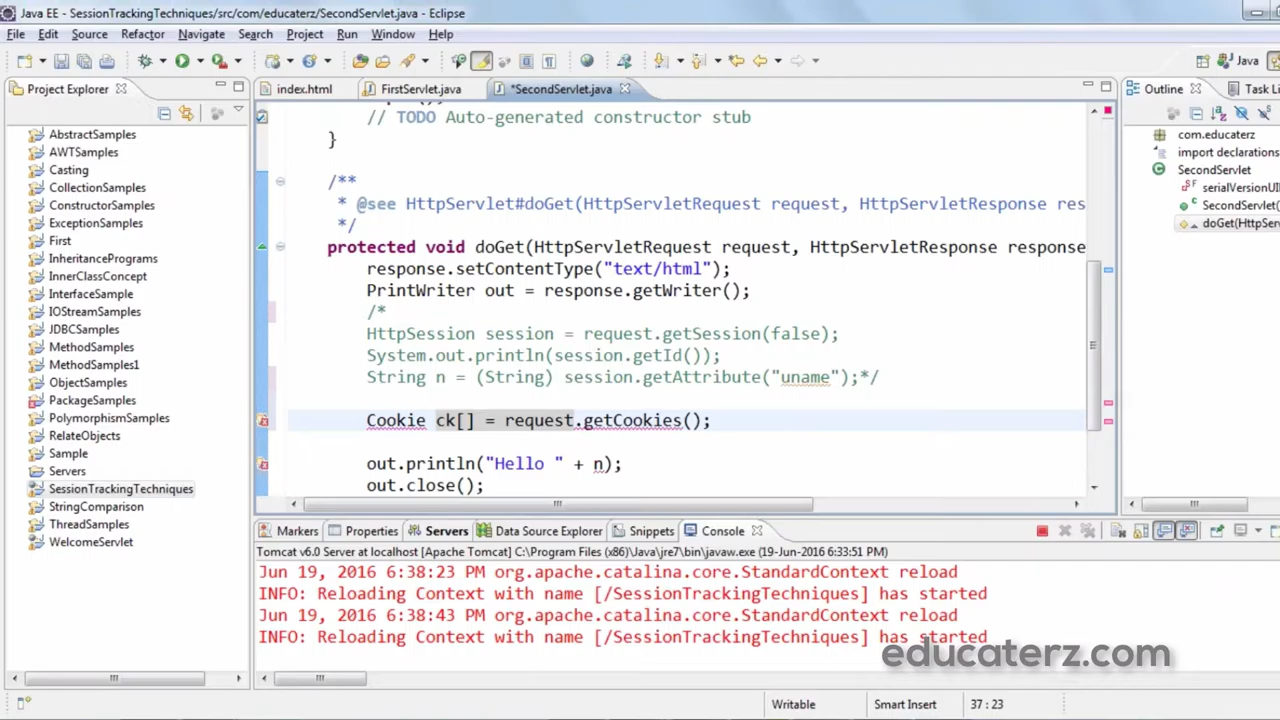 Java EE - SessionTrackingTechniques/src/com/educaterz/SecondServlet.java - Eclipse
File Edit Source Refactor Navigate Search Project Run Window Help
Java
Project Explorer
index.html FirstServlet.java *SecondServlet.java
Outline Task Li
AbstractSamples
AWTSamples
Casting
CollectionSamples
ConstructorSamples
ExceptionSamples
First
InheritancePrograms
InnerClassConcept
InterfaceSample
IOStreamSamples
JDBCSamples
MethodSamples
MethodSamples1
ObjectSamples
PackageSamples
PolymorphismSamples
RelateObjects
Sample
Servers
SessionTrackingTechniques
StringComparison
ThreadSamples
WelcomeServlet
// TODO Auto-generated constructor stub
}
/**
* @see HttpServlet#doGet(HttpServletRequest request, HttpServletResponse res
*/
protected void doGet(HttpServletRequest request, HttpServletResponse response
response.setContentType("text/html");
PrintWriter out = response.getWriter();
/*
HttpSession session = request.getSession(false);
System.out.println(session.getId());
String n = (String) session.getAttribute("uname");*/
Cookie ck[] = request.getCookies();
out.println("Hello " + n);
out.close();
com.educaterz
import declarations
SecondServlet
serialVersionUI
SecondServlet(
doGet(HttpServ
Markers Properties Servers Data Source Explorer Snippets Console
Tomcat v6.0 Server at localhost [Apache Tomcat] C:\Program Files (x86)\Java\jre7\bin\javaw.exe (19-Jun-2016 6:33:51 PM)
Jun 19, 2016 6:38:23 PM org.apache.catalina.core.StandardContext reload
INFO: Reloading Context with name [/SessionTrackingTechniques] has started
Jun 19, 2016 6:38:43 PM org.apache.catalina.core.StandardContext reload
INFO: Reloading Context with name [/SessionTrackingTechniques] has started
educaterz.com
Writable Smart Insert 37 : 23